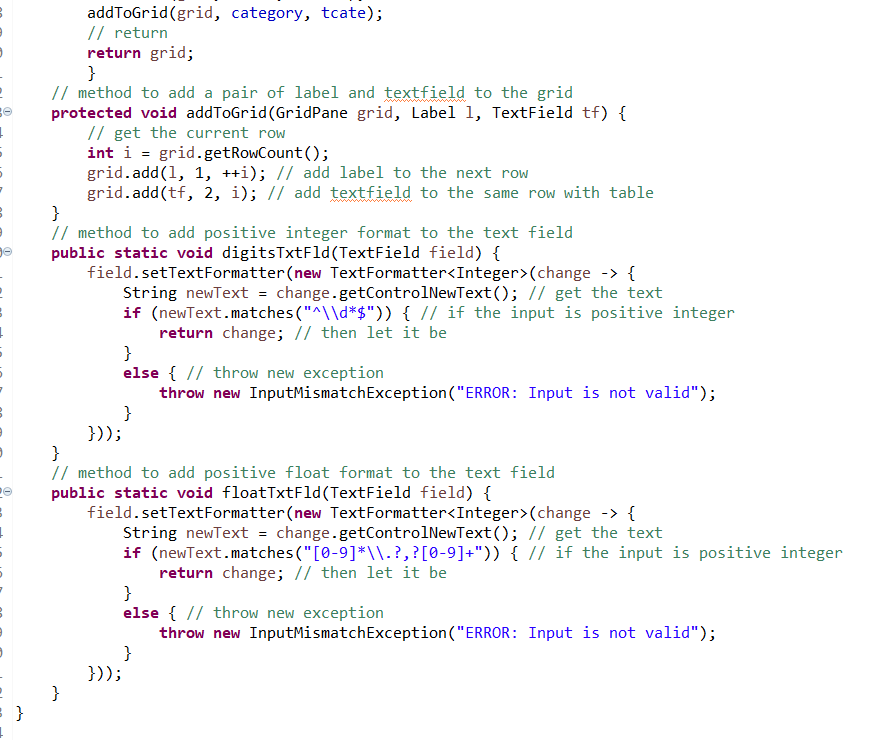 addToGrid(grid, category, tcate);
// return
return grid;
}
// method to add a pair of label and textfield to the grid
protected void addToGrid(GridPane grid, Label l, TextField tf) {
// get the current row
int i = grid.getRowCount();
grid.add(l, 1, ++i); // add label to the next row
grid.add(tf, 2, i); // add textfield to the same row with table
}
// method to add positive integer format to the text field
public static void digitsTxtFld(TextField field) {
field.setTextFormatter(new TextFormatter<Integer>(change -> {
String newText = change.getControlNewText(); // get the text
if (newText.matches("^\\d*$")) { // if the input is positive integer
return change; // then let it be
}
else { // throw new exception
throw new InputMismatchException("ERROR: Input is not valid");
}
}));
}
// method to add positive float format to the text field
public static void floatTxtFld(TextField field) {
field.setTextFormatter(new TextFormatter<Integer>(change -> {
String newText = change.getControlNewText(); // get the text
if (newText.matches("[0-9]*\\.?,?[0-9]+")) { // if the input is positive integer
return change; // then let it be
}
else { // throw new exception
throw new InputMismatchException("ERROR: Input is not valid");
}
}));
}
}